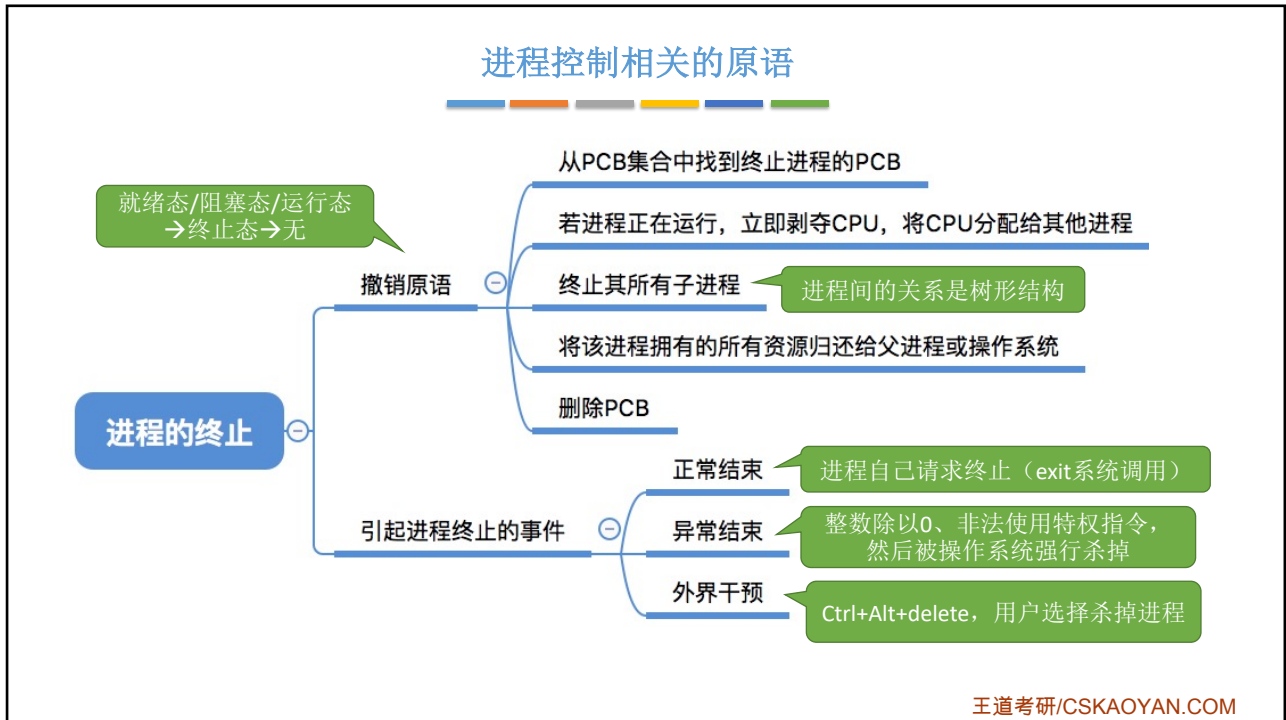 进程控制相关的原语
从PCB集合中找到终止进程的PCB
就绪态/阻塞态/运行态
→终止态→无
若进程正在运行，立即剥夺CPU，将CPU分配给其他进程
撤销原语
终止其所有子进程
进程间的关系是树形结构
将该进程拥有的所有资源归还给父进程或操作系统
删除PCB
进程的终止
正常结束
进程自己请求终止（exit系统调用）
引起进程终止的事件
异常结束
整数除以0、非法使用特权指令，
然后被操作系统强行杀掉
外界干预
Ctrl+Alt+delete，用户选择杀掉进程
王道考研/CSKAOYAN.COM